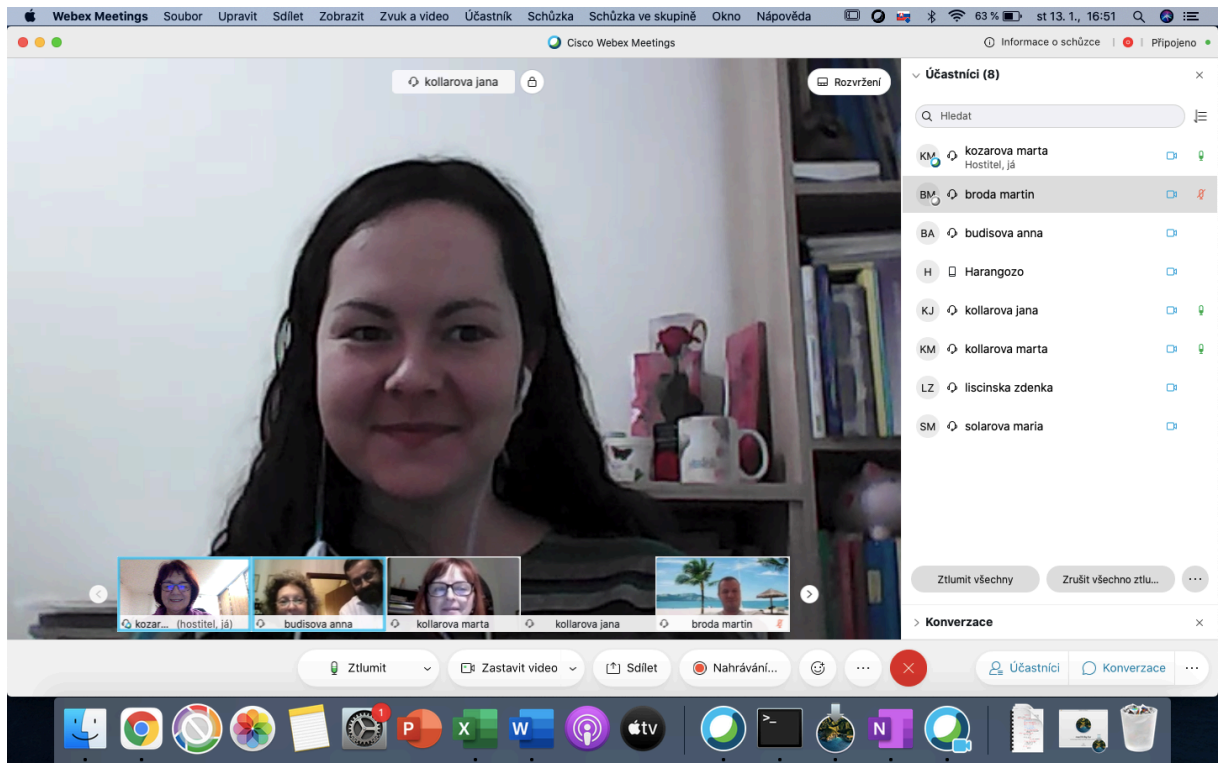 Webex Meetings Soubor Upravit Sdílet Zobrazit Zvuk a video Účastník Schůzka Schůzka ve skupině Okno Nápověda 63 % st 13. 1., 16:51
Cisco Webex Meetings
Informace o schůzce
Připojeno
kollarova jana
Rozvržení
Účastníci (8)
Hledat
KM kozarova marta
Hostitel, já
BM broda martin
BA budisova anna
H Harangozo
KJ kollarova jana
KM kollarova marta
LZ liscinska zdenka
SM solarova maria
Ztlumit všechny
Zrušit všechno ztlu...
Konverzace
kozar... (hostitel, já)
budisova anna
kollarova marta
kollarova jana
broda martin
Ztlumit
Zastavit video
Sdílet
Nahrávání...
Účastníci
Konverzace
1
P
X
W
tv
>_
N